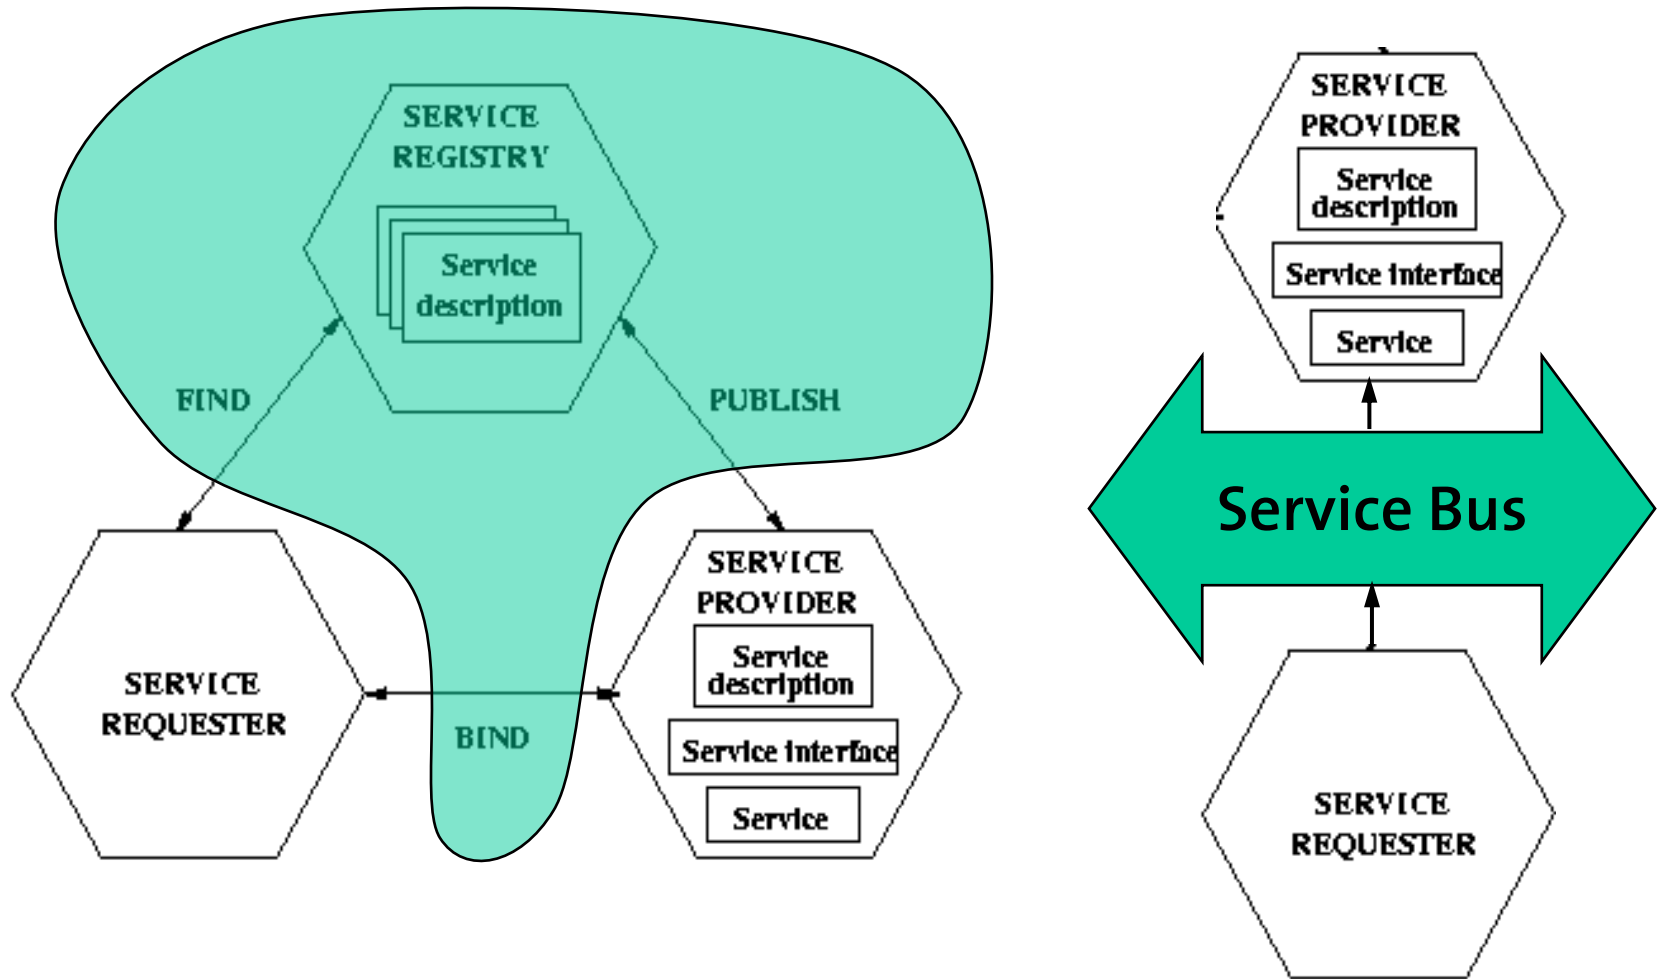 SERVICE
REGISTRY
Service
description
FIND
PUBLISH
SERVICE
REQUESTER
BIND
SERVICE
PROVIDER
Service
description
Service interface
Service
SERVICE
PROVIDER
Service
description
Service interface
Service
Service Bus
SERVICE
REQUESTER